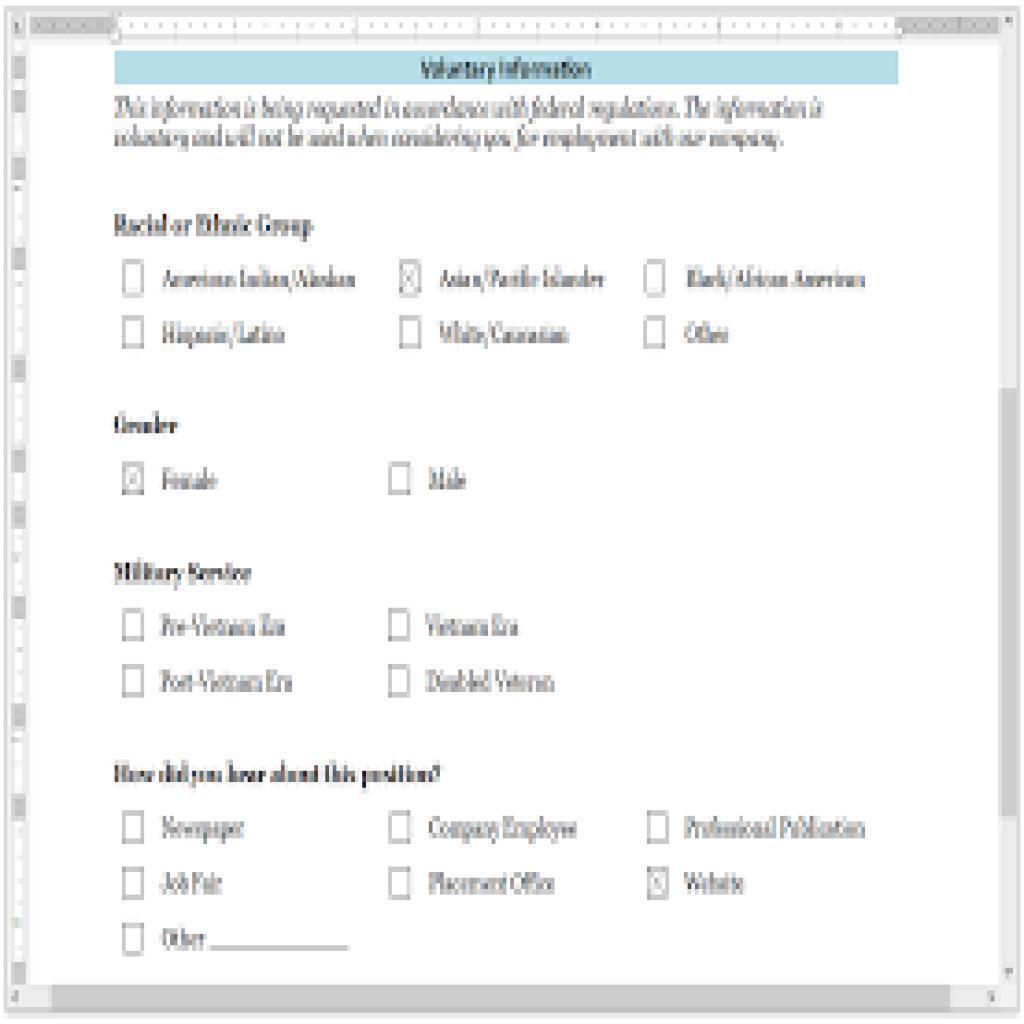 Voluntary Information
This information is being requested in accordance with federal regulations. The information is
voluntary and will not be used when considering you for employment with our company.
Racial or Ethnic Group
American Indian/Alaskan Asian/Pacific Islander Black/African American
Hispanic/Latino White/Caucasian Other
Gender
Female Male
Military Service
Pre-Vietnam Era Vietnam Era
Post-Vietnam Era Disabled Veteran
How did you hear about this position?
Newspaper Company Employee Professional Publication
Job Fair Placement Office Website
Other